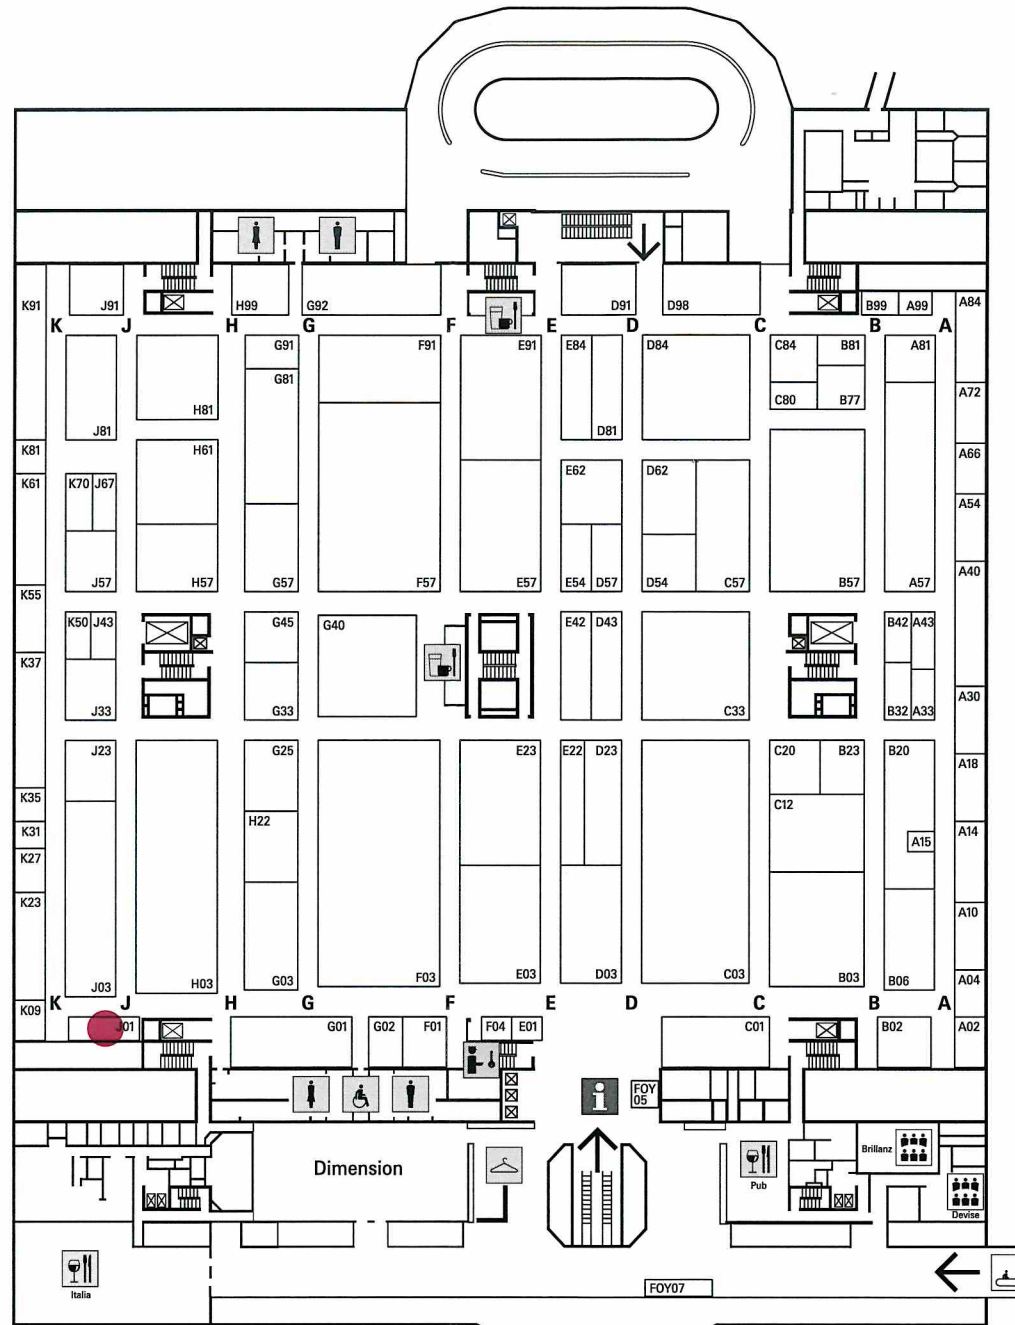 K91
J91
H99
G92
D91
D98
B99
A99
A84
K
J
H
G
F
E
D
C
B
A
G91
F91
E91
E84
D84
C84
B81
A81
G81
C80
B77
A72
H81
J81
D81
K81
H61
A66
K61
K70
J67
E62
D62
A54
J57
H57
G57
F57
E57
E54
D57
D54
C57
B57
A57
A40
K55
K50
J43
G45
G40
E42
D43
B42
A43
K37
J33
G33
C33
B32
A33
A30
J23
G25
E23
E22
D23
C20
B23
B20
A18
K35
C12
K31
H22
A14
A15
K27
K23
A10
J03
H03
G03
F03
E03
D03
C03
B03
B06
A04
K
J
H
G
F
E
D
C
B
A
K09
J01
G01
G02
F01
F04
E01
C01
B02
A02
i
FOY
05
Dimension
Brillanz
Pub
Devise
Italia
FOY07